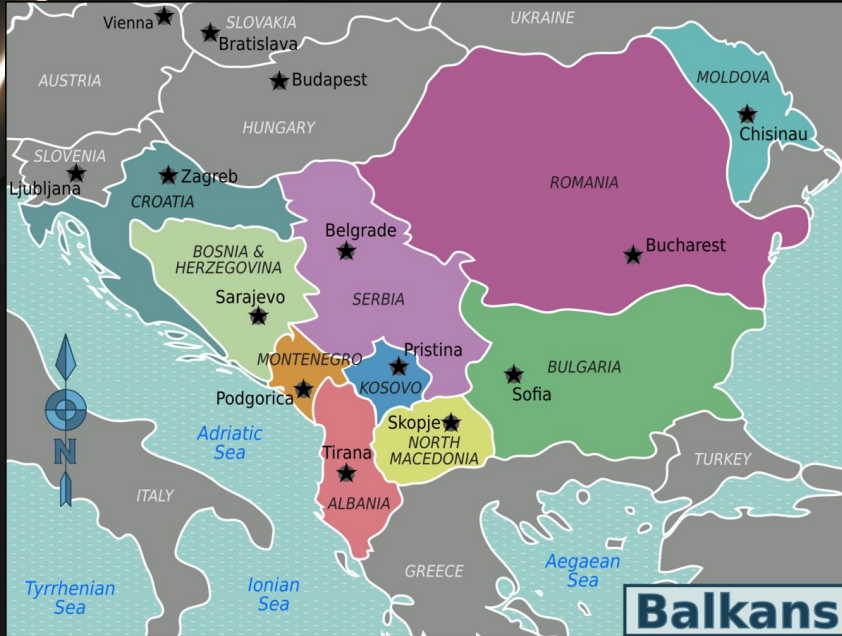 UKRAINE
Vienna
SLOVAKIA
Bratislava
AUSTRIA
Budapest
MOLDOVA
HUNGARY
Chisinau
SLOVENIA
Ljubljana
Zagreb
CROATIA
ROMANIA
Belgrade
Bucharest
BOSNIA &
HERZEGOVINA
Sarajevo
SERBIA
MONTENEGRO
Pristina
KOSOVO
BULGARIA
Sofia
Podgorica
Skopje
NORTH
MACEDONIA
Adriatic
Sea
N
Tirana
ALBANIA
TURKEY
ITALY
GREECE
Aegaean
Sea
Tyrrhenian
Sea
Ionian
Sea
Balkans